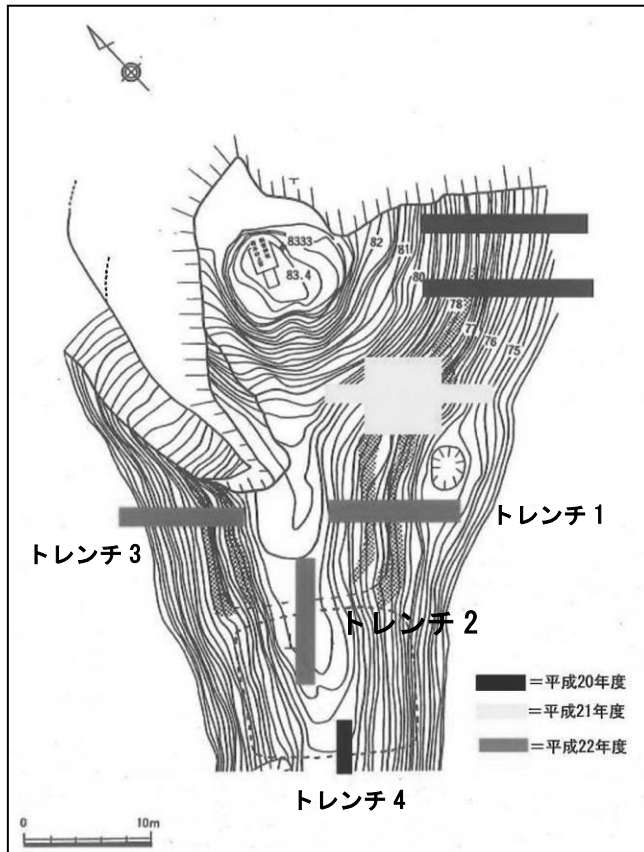 8333
83.4
82
81
80
78
77
76
75
トレンチ 1
トレンチ 3
トレンチ 2
=平成20年度
=平成21年度
=平成22年度
トレンチ 4
0 10m